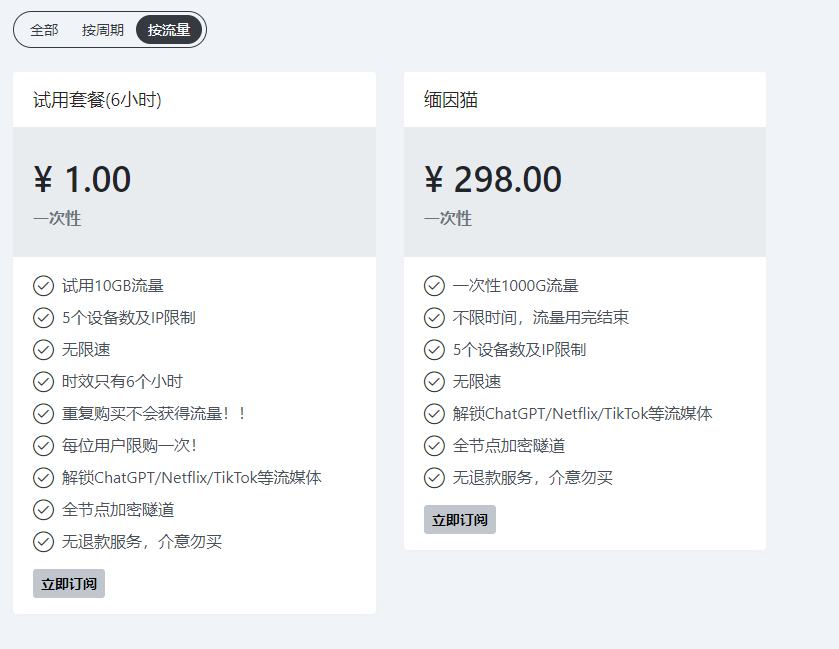 全部 按周期 按流量
试用套餐(6小时)
¥ 1.00
一次性
试用10GB流量
5个设备数及IP限制
无限速
时效只有6个小时
重复购买不会获得流量！！
每位用户限购一次！
解锁ChatGPT/Netflix/TikTok等流媒体
全节点加密隧道
无退款服务，介意勿买
立即订阅
缅因猫
¥ 298.00
一次性
一次性1000G流量
不限时间，流量用完结束
5个设备数及IP限制
无限速
解锁ChatGPT/Netflix/TikTok等流媒体
全节点加密隧道
无退款服务，介意勿买
立即订阅